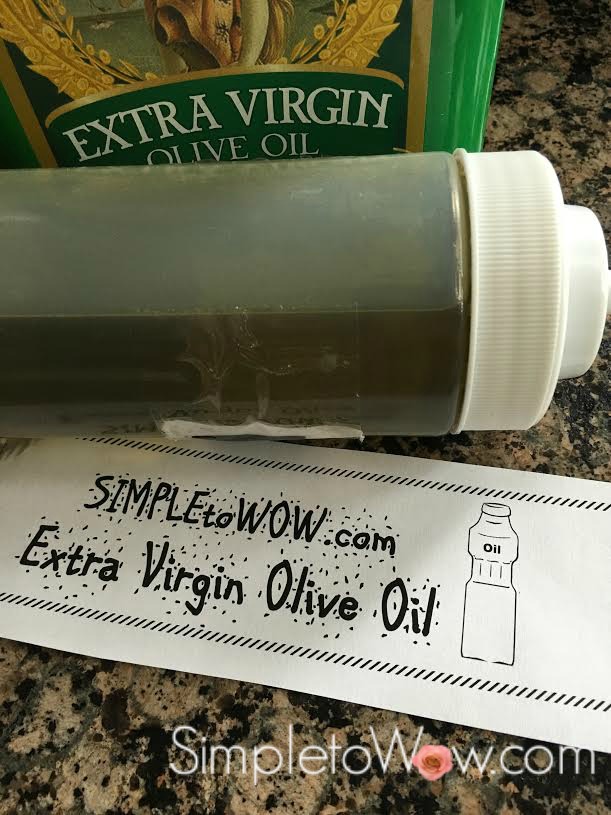 EXTRA VIRGIN
OLIVE OIL
SIMPLEtoWOW.com
Extra Virgin Olive Oil
Oil
SimpletoWow.com